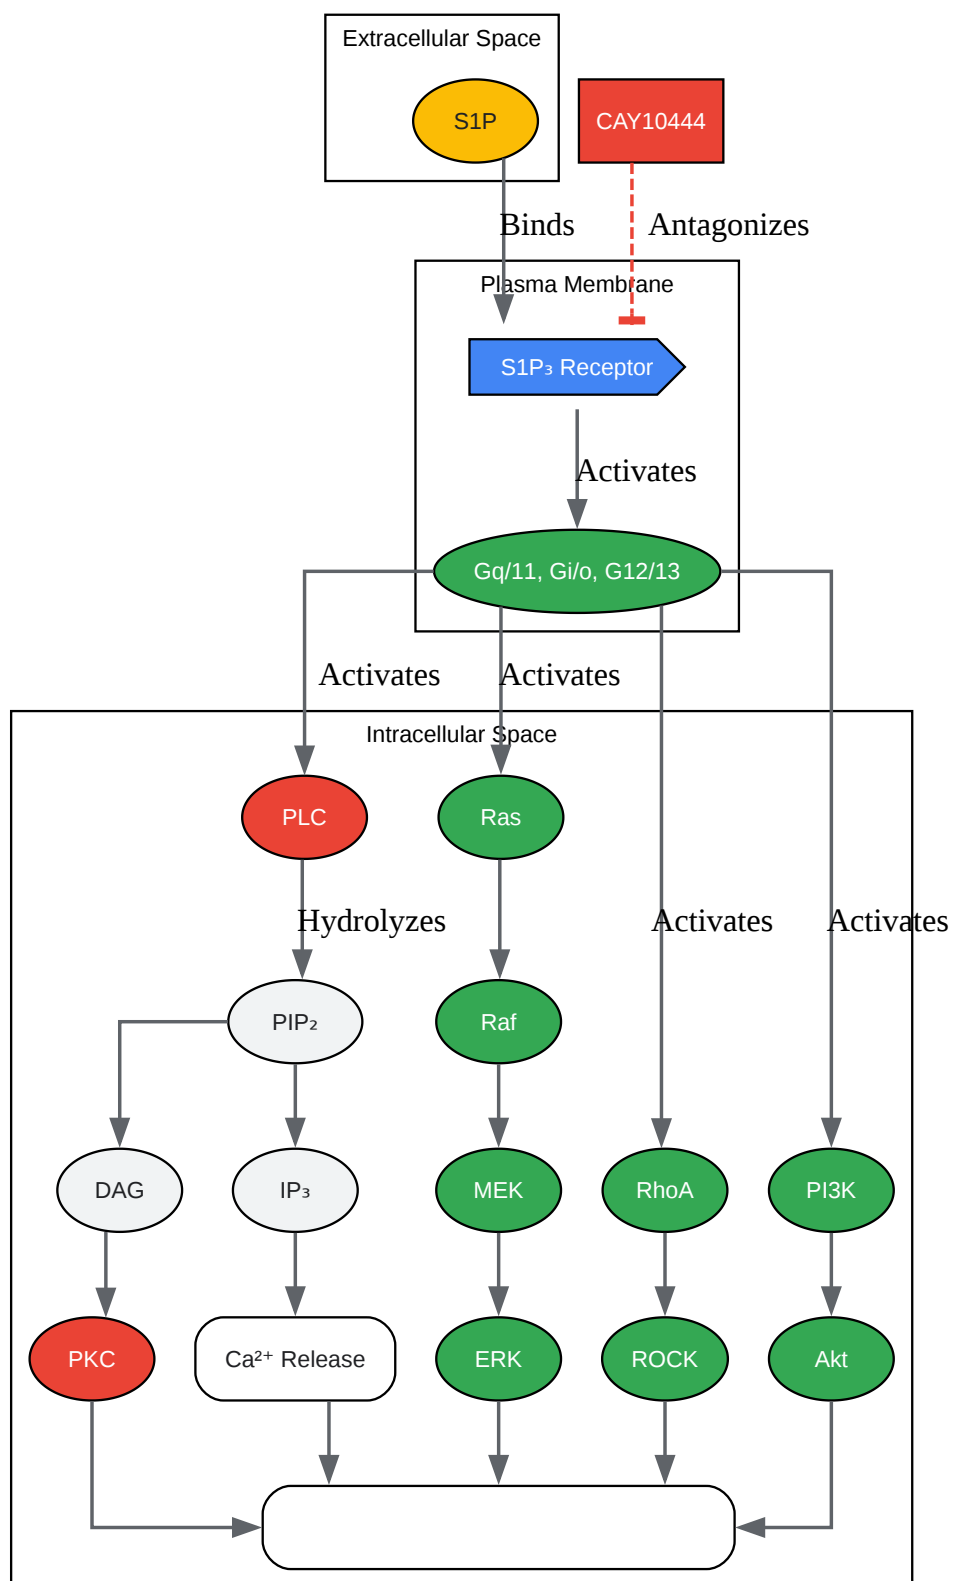 Extracellular Space
S1P
CAY10444
Binds
Antagonizes
Plasma Membrane
S1P₃ Receptor
Activates
Gq/11, Gi/o, G12/13
Activates
Activates
Intracellular Space
PLC
Ras
Hydrolyzes
Activates
Activates
PIP₂
Raf
DAG
IP₃
MEK
RhoA
PI3K
PKC
Ca²⁺ Release
ERK
ROCK
Akt